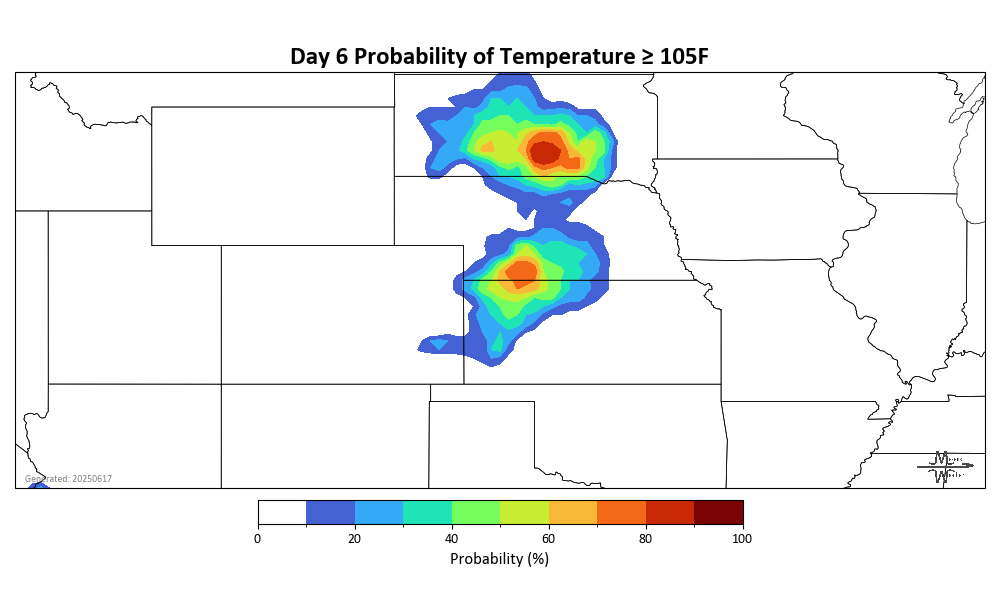 Day 6 Probability of Temperature ≥ 105F
Generated: 20250617
0 20 40 60 80 100
Probability (%)